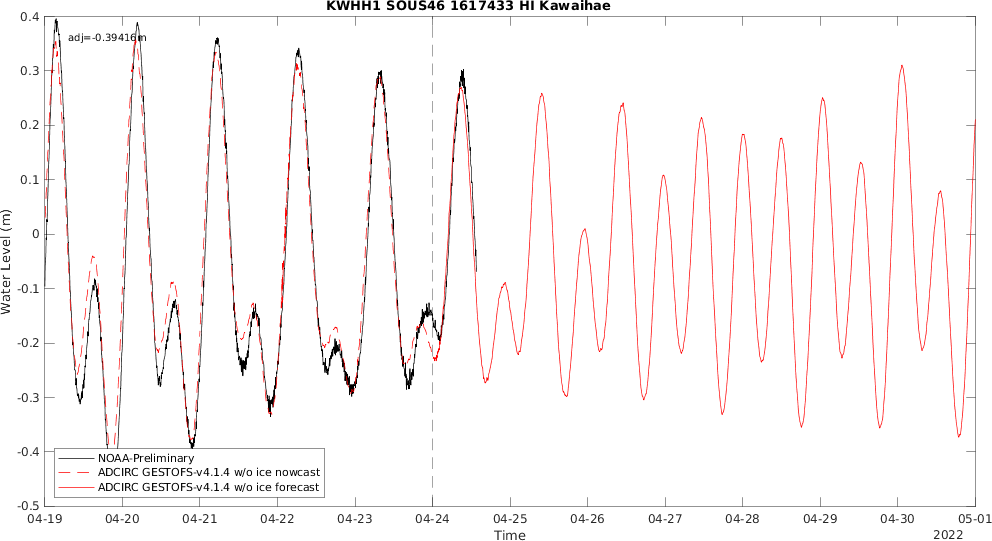 KWHH1 SOUS46 1617433 HI Kawaihae
adj=-0.39416m
Water Level (m)
0.4
0.3
0.2
0.1
0
-0.1
-0.2
-0.3
-0.4
-0.5
NOAA-Preliminary
ADCIRC GESTOFS-v4.1.4 w/o ice nowcast
ADCIRC GESTOFS-v4.1.4 w/o ice forecast
04-19 04-20 04-21 04-22 04-23 04-24 04-25 04-26 04-27 04-28 04-29 04-30 05-01
Time
2022